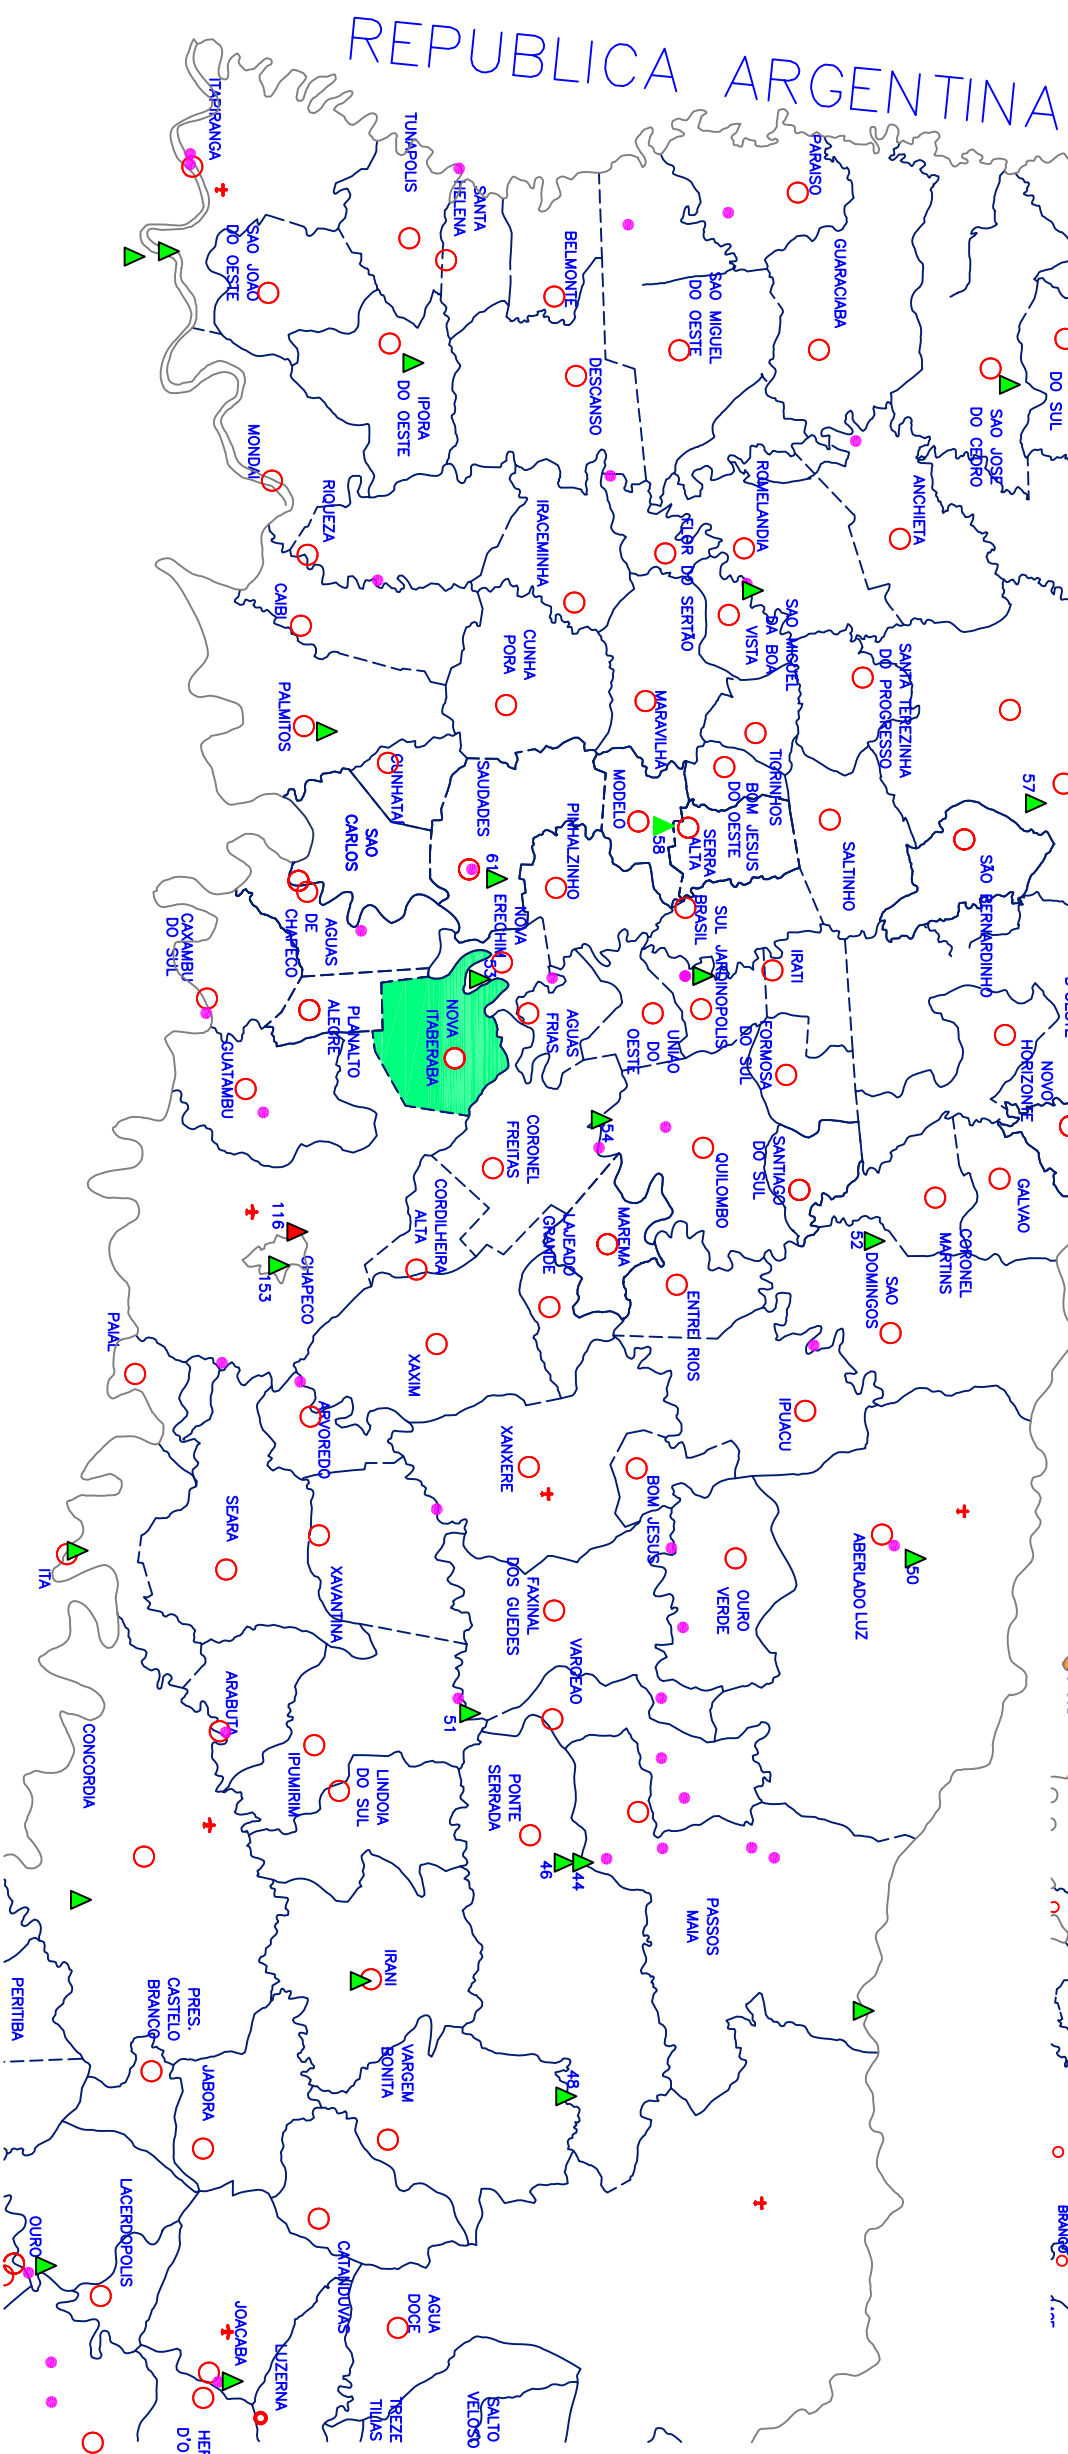 REPUBLICA ARGENTINA
ITAPIRANGA
TUNAPOLIS
SANTA
HELENA
PARAISO
SAO JOAO
DO OESTE
BELMONTE
SAO MIGUEL
DO OESTE
GUARACIABA
IPORA
DO OESTE
DESCANSO
DO SUL
SAO JOSE
DO CEDRO
MONDAI
RIQUEZA
IRACEMINHA
FLOR DO SERTÃO
ROMELANDIA
ANCHIETA
CAIBI
CUNHA
PORA
SAO MIGUEL
DA BOA
VISTA
SANTA TEREZINHA
DO PROGRESSO
PALMITOS
CUNHATAI
SAUDADES
MARAVILHA
MODELO
TIGRINHOS
BOM JESUS
DO OESTE
57
SAO
CARLOS
61
PINHALZINHO
58
SERRA
ALTA
SALTINHO
SÃO BERNARDINHO
CAXAMBU
DO SUL
AGUAS
DE
CHAPECO
NOVA
ERECHIM
53
SUL
BRASIL
JARDINOPOLIS
IRATI
GUATAMBU
PLANALTO
ALEGRE
NOVA
ITABERABA
AGUAS
FRIAS
UNIAO
DO
OESTE
FORMOSA
DO SUL
NOVO
HORIZONTE
CORONEL
FREITAS
54
QUILOMBO
SANTIAGO
DO SUL
GALVAO
116
153
CHAPECO
CORDILHEIRA
ALTA
LAJEADO
GRANDE
MAREMA
52
CORONEL
MARTINS
SAO
DOMINGOS
PAIAL
XAXIM
ENTRE RIOS
ARVOREDO
XANXERE
IPUACU
SEARA
BOM JESUS
ITA
XAVANTINA
FAXINAL
DOS GUEDES
OURO
VERDE
ABERLADO LUZ
50
ARABUTA
VARGEAO
51
CONCORDIA
IPUMIRIM
LINDOIA
DO SUL
PONTE
SERRADA
46
44
PASSOS
MAIA
IRANI
PERITIBA
PRES.
CASTELO
BRANCO
JABORA
VARGEM
BONITA
48
LACERDOPOLIS
OURO
CATANDUVAS
AGUA
DOCE
JOACABA
LUZERNA
TREZE
TILIAS
SALTO
VELOSO
D'O